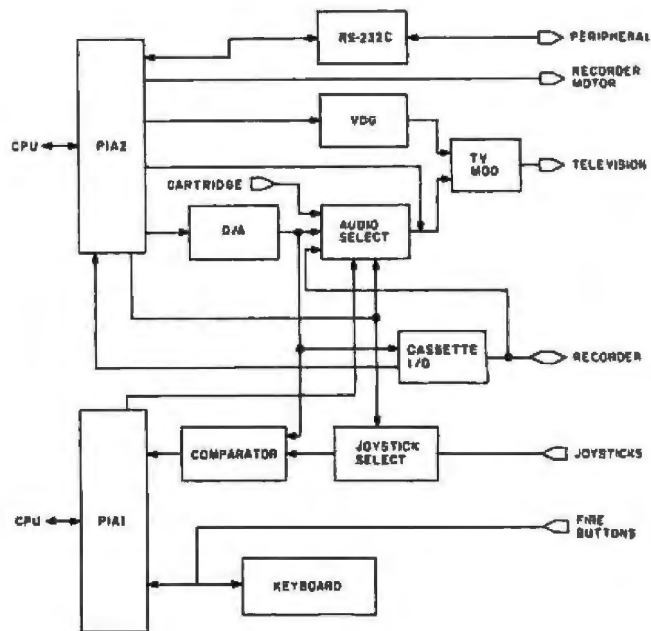 RS-232C
PERIPHERAL
RECORDER
MOTOR
CPU
PIA2
VDG
TV
MOD
TELEVISION
CARTRIDGE
D/A
AUDIO
SELECT
CASSETTE
I/O
RECORDER
COMPARATOR
JOYSTICK
SELECT
JOYSTICKS
CPU
PIA1
FIRE
BUTTONS
KEYBOARD